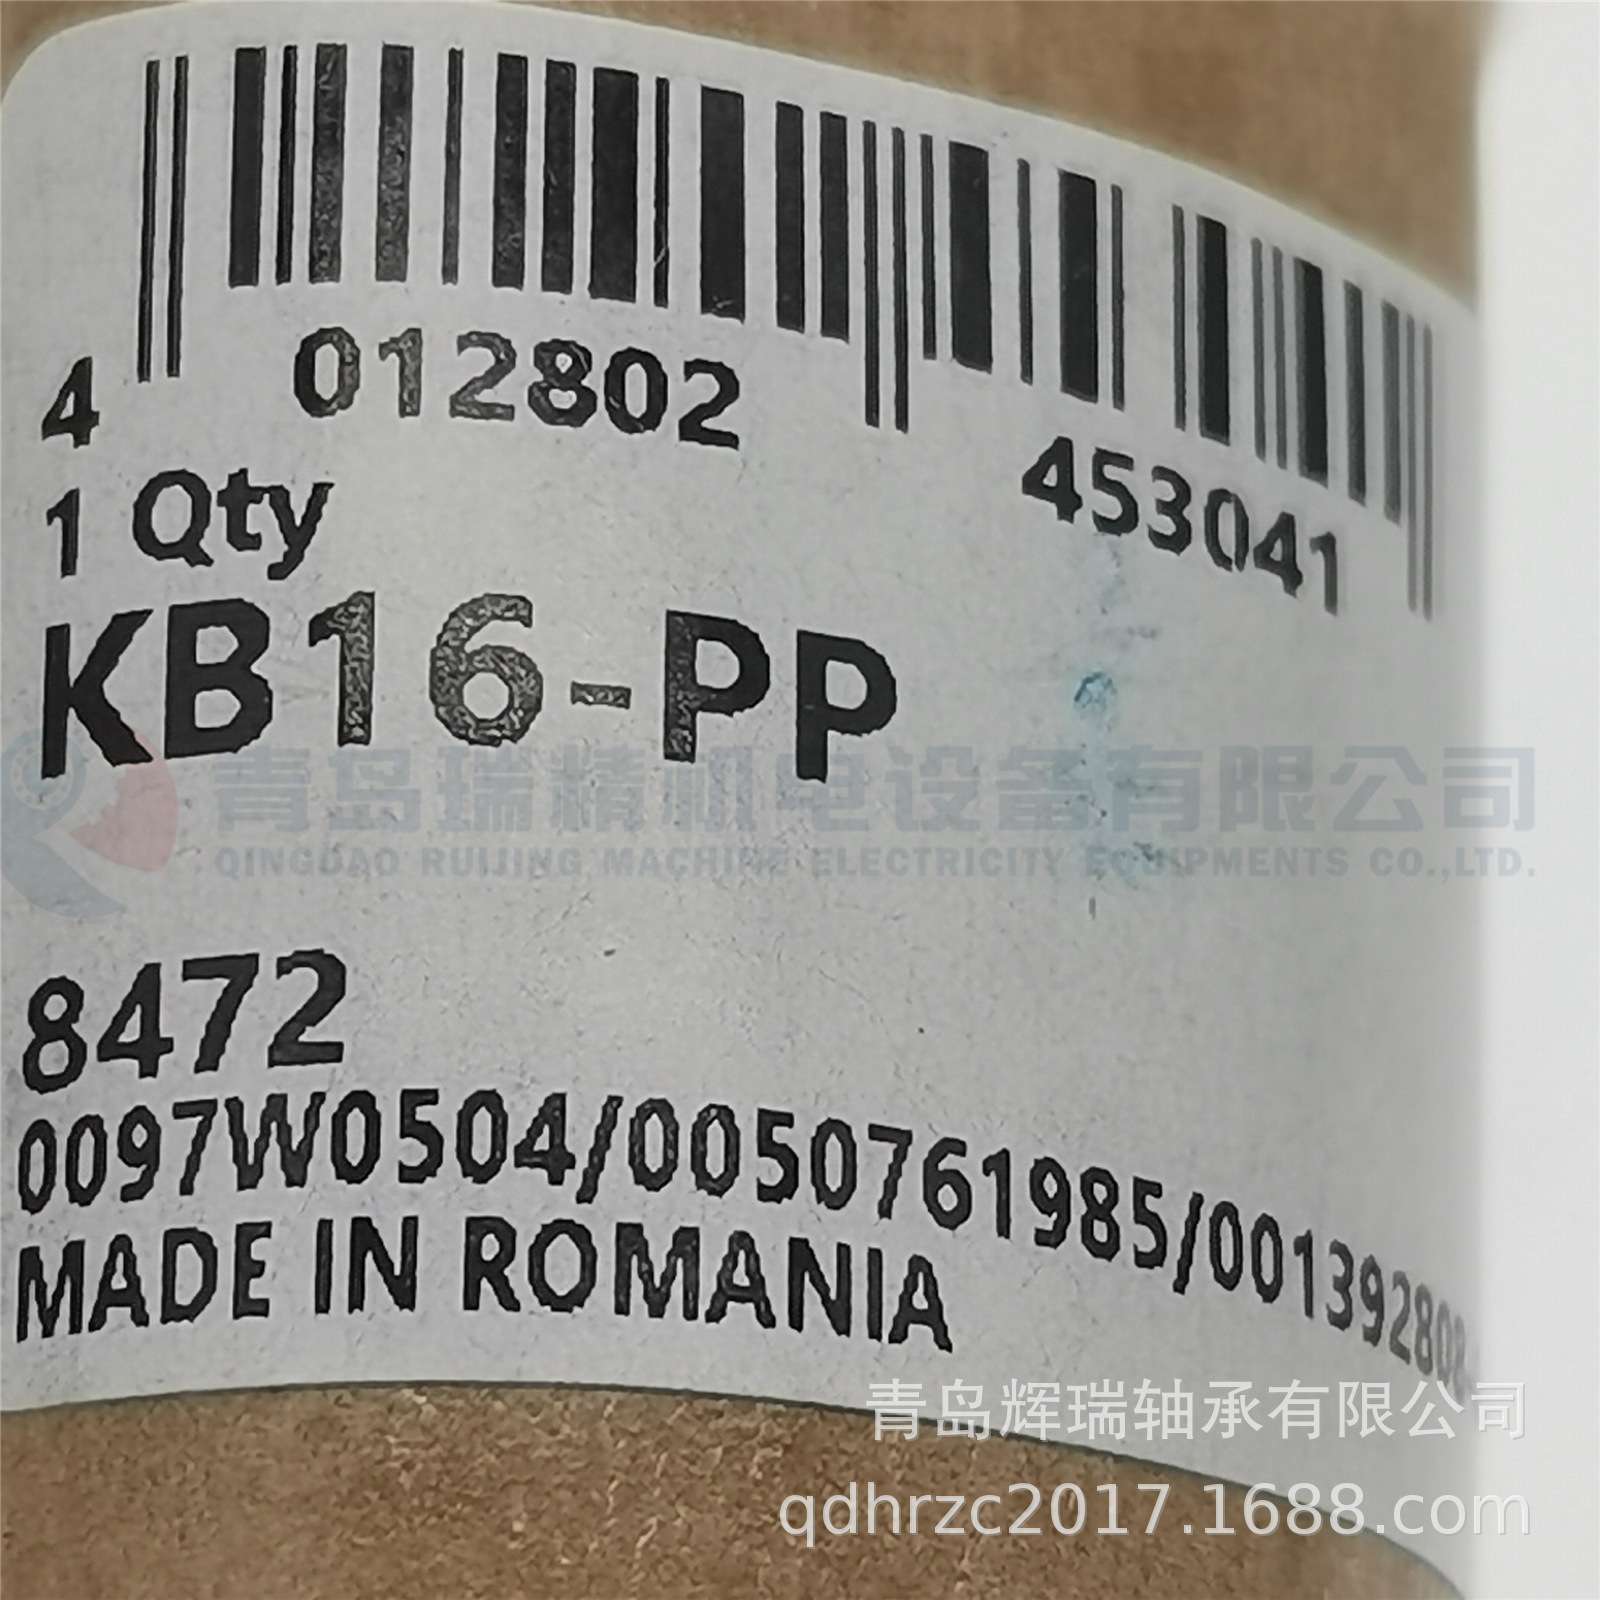 4 012802 453041
1 Qty
KB16-PP
青岛瑞精机电设备有限公司
QINGDAO RUIJING MACHINE ELECTRICITY EQUIPMENTS CO.,LTD.
8472
0097W0504/0050761985/001392808
MADE IN ROMANIA
青岛辉瑞轴承有限公司
qdhrzc2017.1688.com